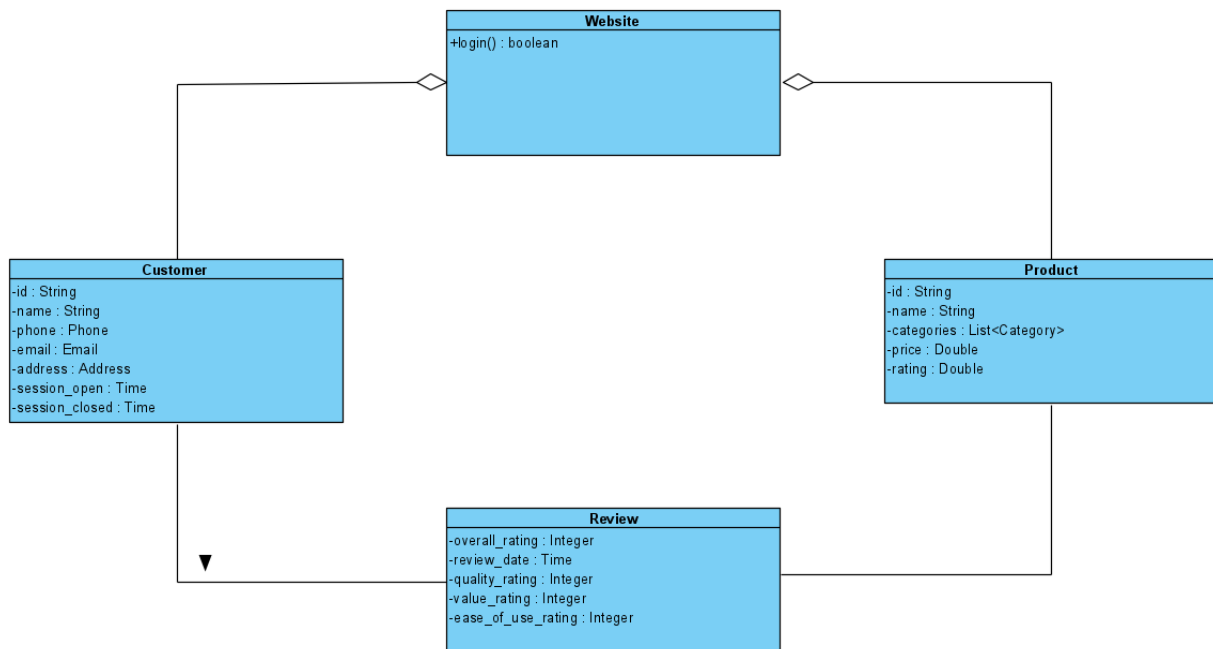 Website
+login() : boolean
Customer
-id : String
-name : String
-phone : Phone
-email : Email
-address : Address
-session_open : Time
-session_closed : Time
Product
-id : String
-name : String
-categories : List<Category>
-price : Double
-rating : Double
Review
-overall_rating : Integer
-review_date : Time
-quality_rating : Integer
-value_rating : Integer
-ease_of_use_rating : Integer